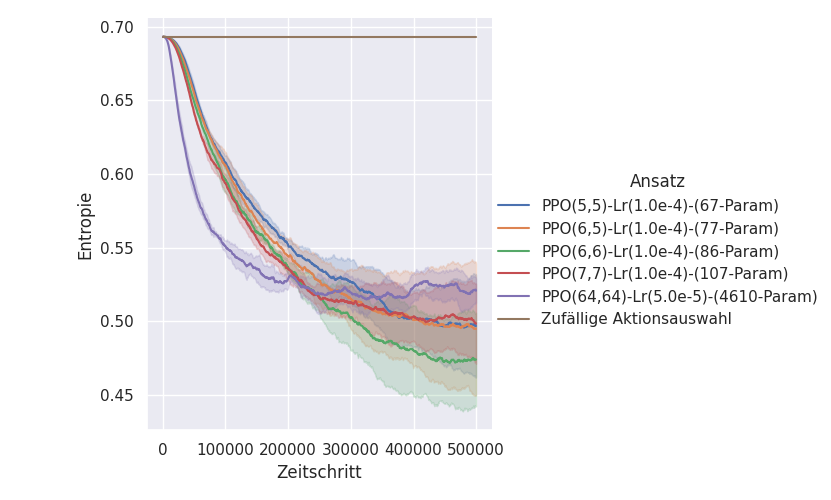 0.70
0.65
0.60
0.55
0.50
0.45
Entropie
0 100000 200000 300000 400000 500000
Zeitschritt
Ansatz
PPO(5,5)-Lr(1.0e-4)-(67-Param)
PPO(6,5)-Lr(1.0e-4)-(77-Param)
PPO(6,6)-Lr(1.0e-4)-(86-Param)
PPO(7,7)-Lr(1.0e-4)-(107-Param)
PPO(64,64)-Lr(5.0e-5)-(4610-Param)
Zufällige Aktionsauswahl